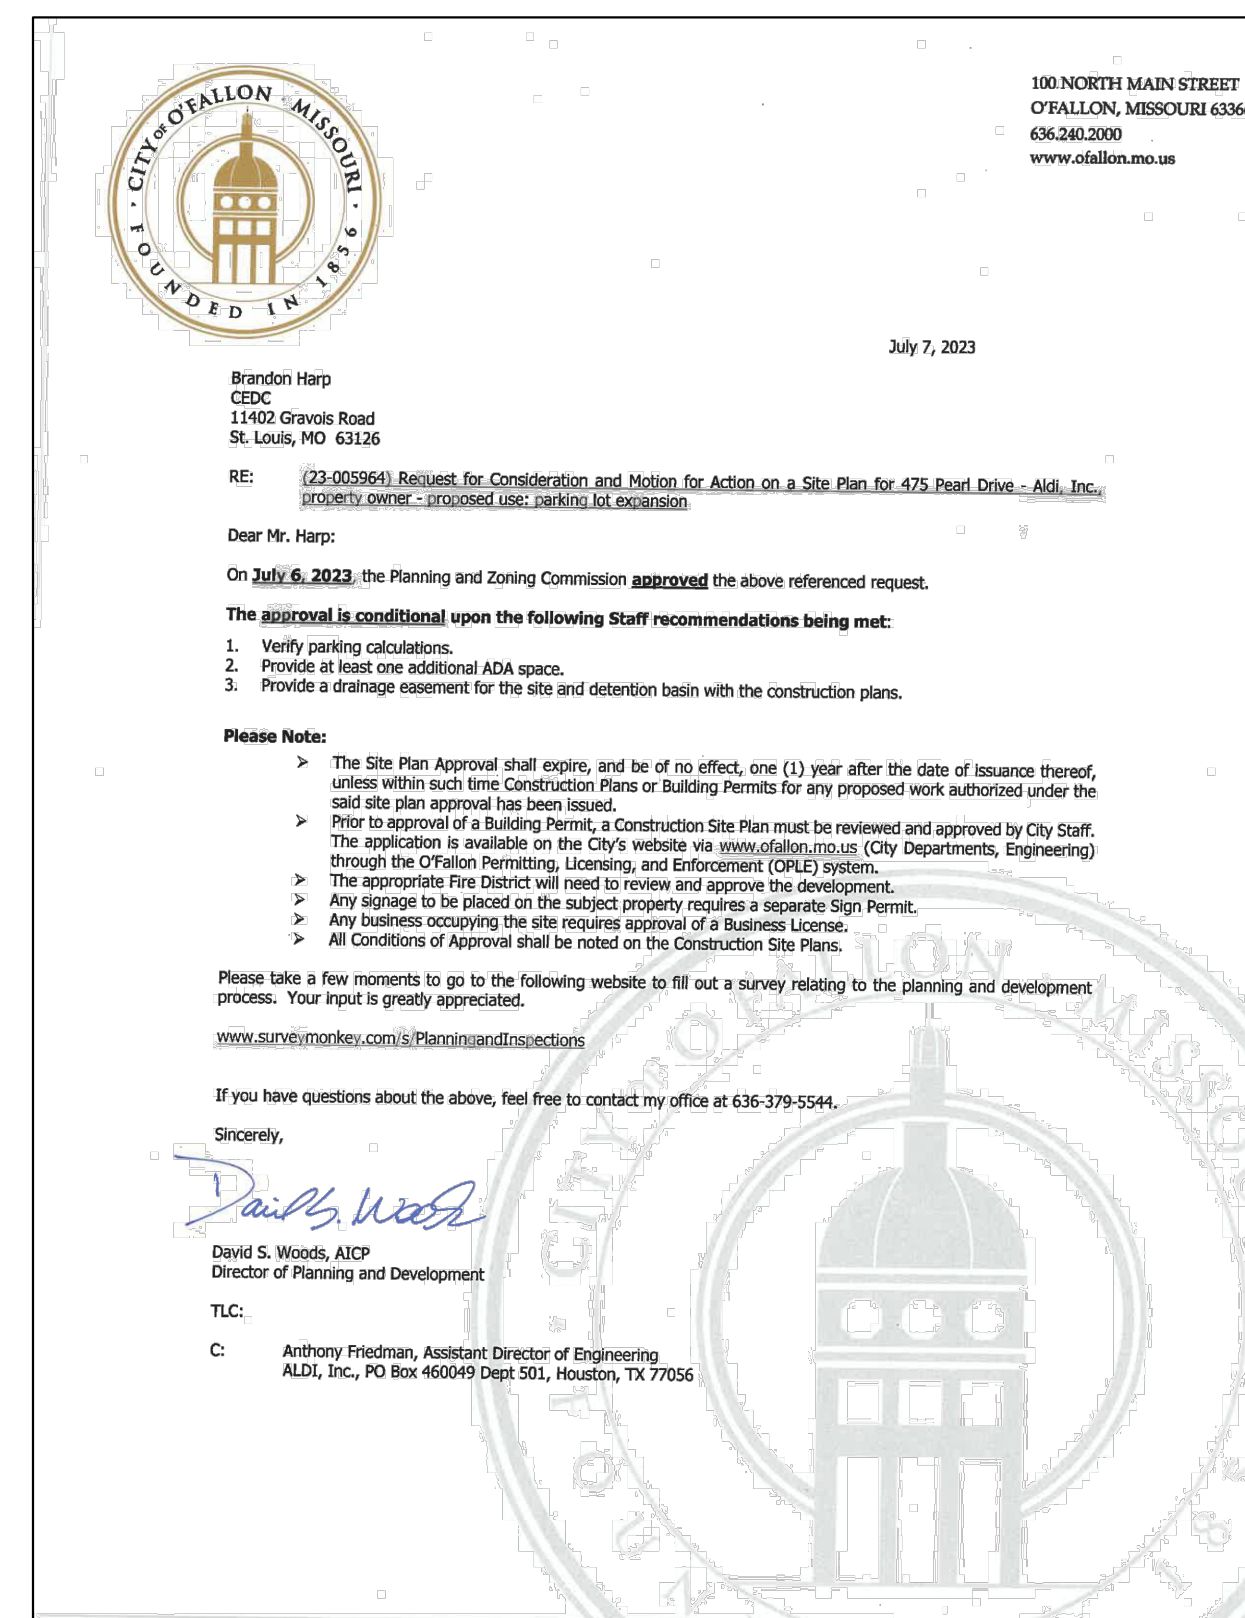 CITY OF O'FALLON · MISSOURI ·
FOUNDED IN 1856
100 NORTH MAIN STREET
O'FALLON, MISSOURI 6336
636.240.2000
www.ofallon.mo.us
July 7, 2023
Brandon Harp
CEDC
11402 Gravois Road
St. Louis, MO 63126
RE: (23-005964) Request for Consideration and Motion for Action on a Site Plan for 475 Pearl Drive - Aldi, Inc.,
property owner - proposed use: parking lot expansion
Dear Mr. Harp:
On July 6, 2023, the Planning and Zoning Commission approved the above referenced request.
The approval is conditional upon the following Staff recommendations being met:
1. Verify parking calculations.
2. Provide at least one additional ADA space.
3. Provide a drainage easement for the site and detention basin with the construction plans.
Please Note:
➢ The Site Plan Approval shall expire, and be of no effect, one (1) year after the date of issuance thereof,
unless within such time Construction Plans or Building Permits for any proposed work authorized under the
said site plan approval has been issued.
➢ Prior to approval of a Building Permit, a Construction Site Plan must be reviewed and approved by City Staff.
The application is available on the City's website via www.ofallon.mo.us (City Departments, Engineering)
through the O'Fallon Permitting, Licensing, and Enforcement (OPLE) system.
➢ The appropriate Fire District will need to review and approve the development.
➢ Any signage to be placed on the subject property requires a separate Sign Permit.
➢ Any business occupying the site requires approval of a Business License.
➢ All Conditions of Approval shall be noted on the Construction Site Plans.
Please take a few moments to go to the following website to fill out a survey relating to the planning and development
process. Your input is greatly appreciated.
www.surveymonkey.com/s/PlanningandInspections
If you have questions about the above, feel free to contact my office at 636-379-5544.
Sincerely,
David S. Woods
David S. Woods, AICP
Director of Planning and Development
TLC:
C: Anthony Friedman, Assistant Director of Engineering
ALDI, Inc., PO Box 460049 Dept 501, Houston, TX 77056
CITY OF O'FALLON · MISSO